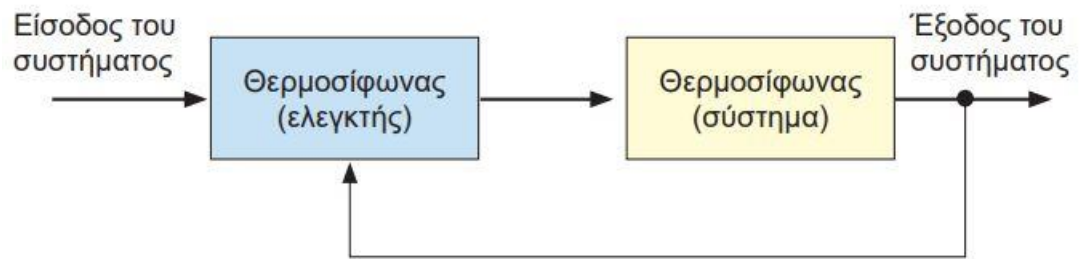 Είσοδος του
συστήματος
Θερμοσίφωνας
(ελεγκτής)
Θερμοσίφωνας
(σύστημα)
Έξοδος του
συστήματος